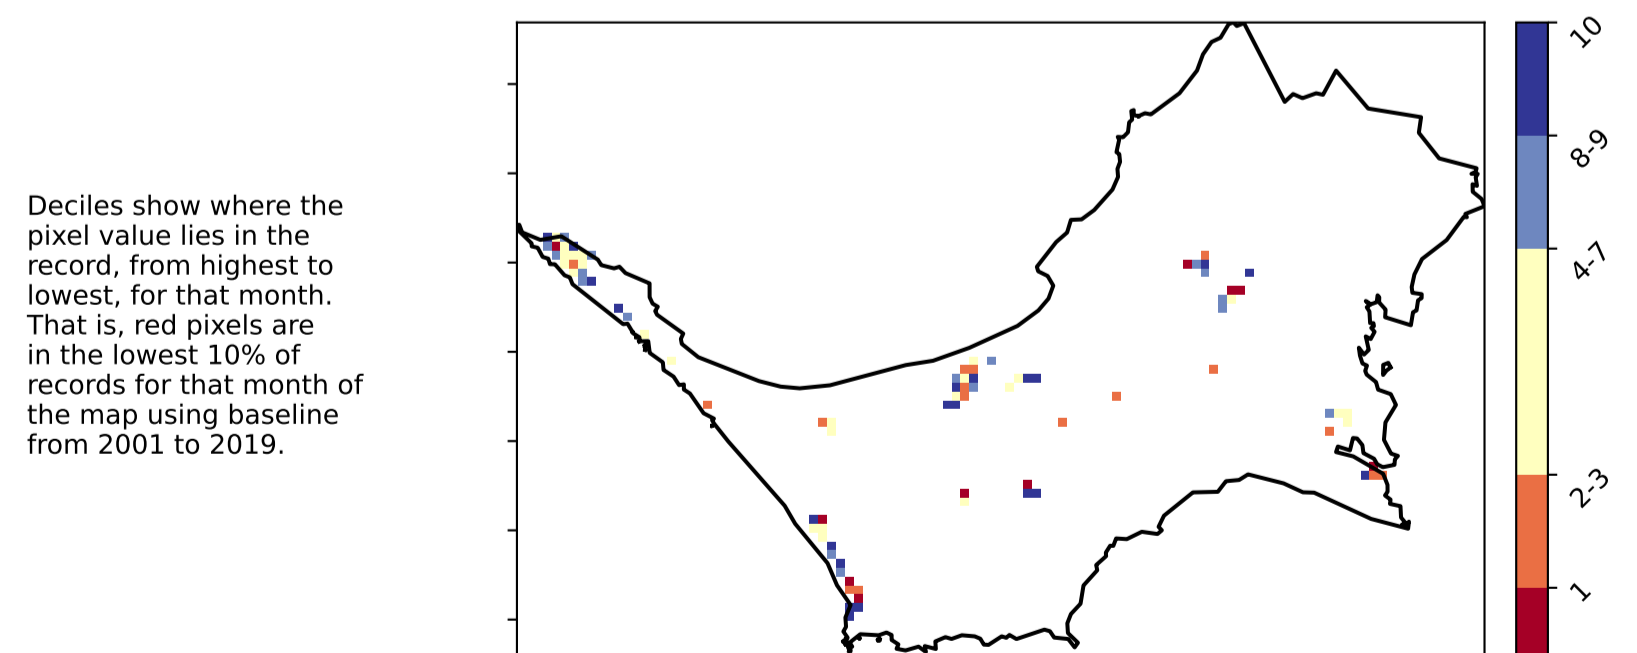 Deciles show where the
pixel value lies in the
record, from highest to
lowest, for that month.
That is, red pixels are
in the lowest 10% of
records for that month of
the map using baseline
from 2001 to 2019.
10
8-9
4-7
2-3
1